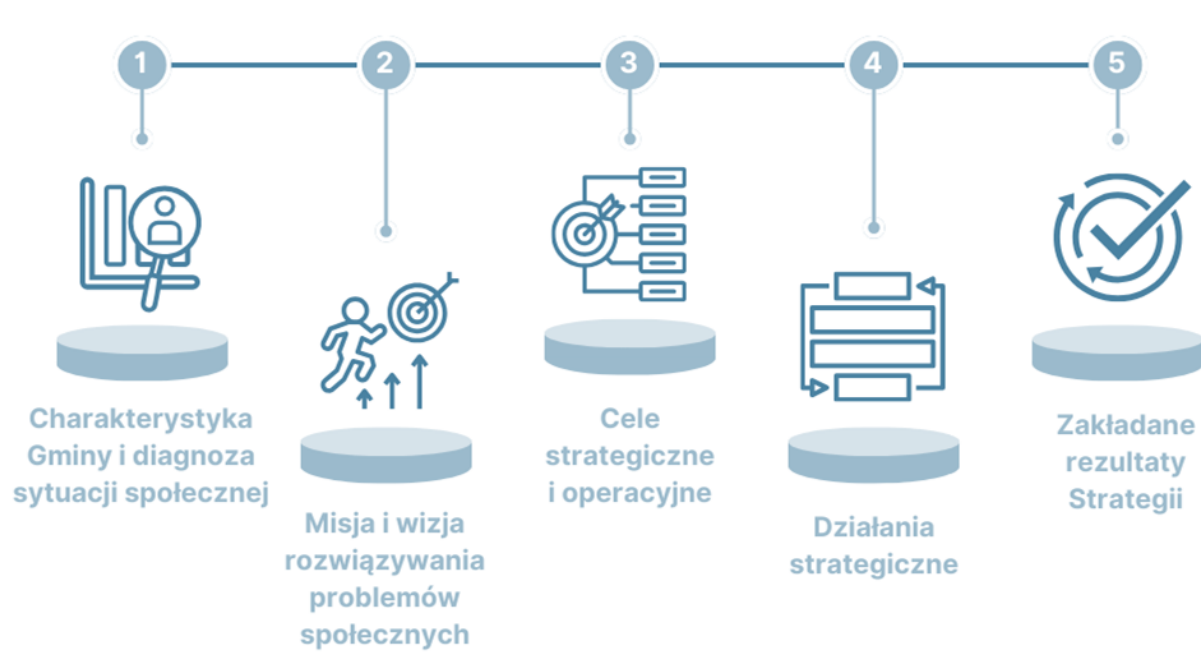 1
2
3
4
5
Charakterystyka
Gminy i diagnoza
sytuacji społecznej
Misja i wizja
rozwiązywania
problemów
społecznych
Cele
strategiczne
i operacyjne
Działania
strategiczne
Zakładane
rezultaty
Strategii